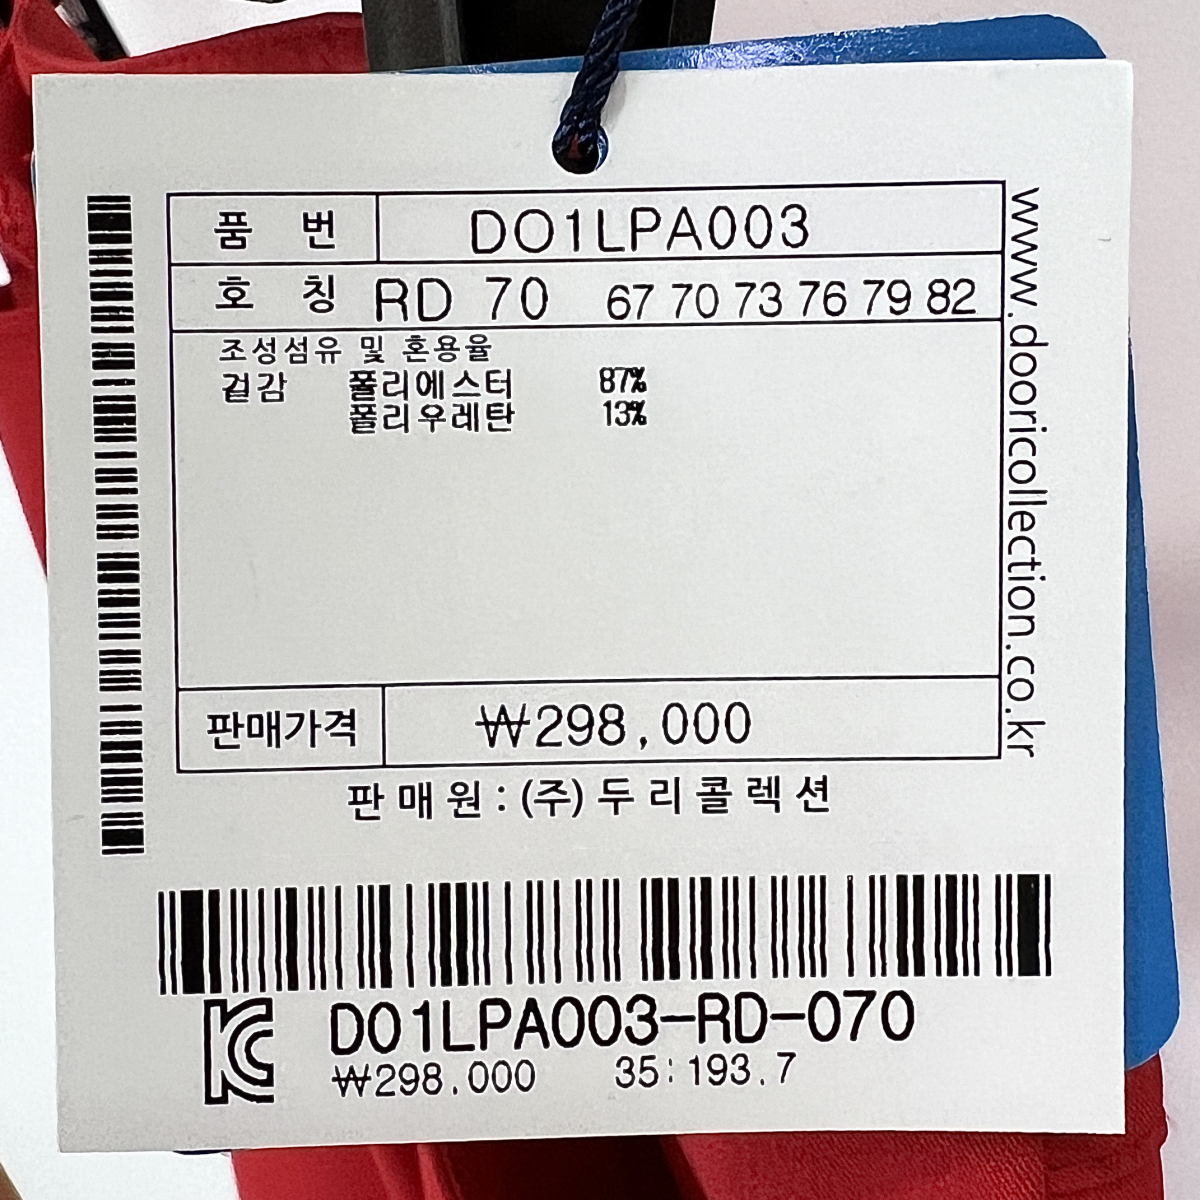 품 번 DO1LPA003
호 칭 RD 70 67 70 73 76 79 82
조성섬유 및 혼용율
겉감 폴리에스터 87%
폴리우레탄 13%
판매가격 ₩298,000
판매원:(주)두리콜렉션
www.dooricollection.co.kr
KC DO1LPA003-RD-070
₩298,000 35:193.7